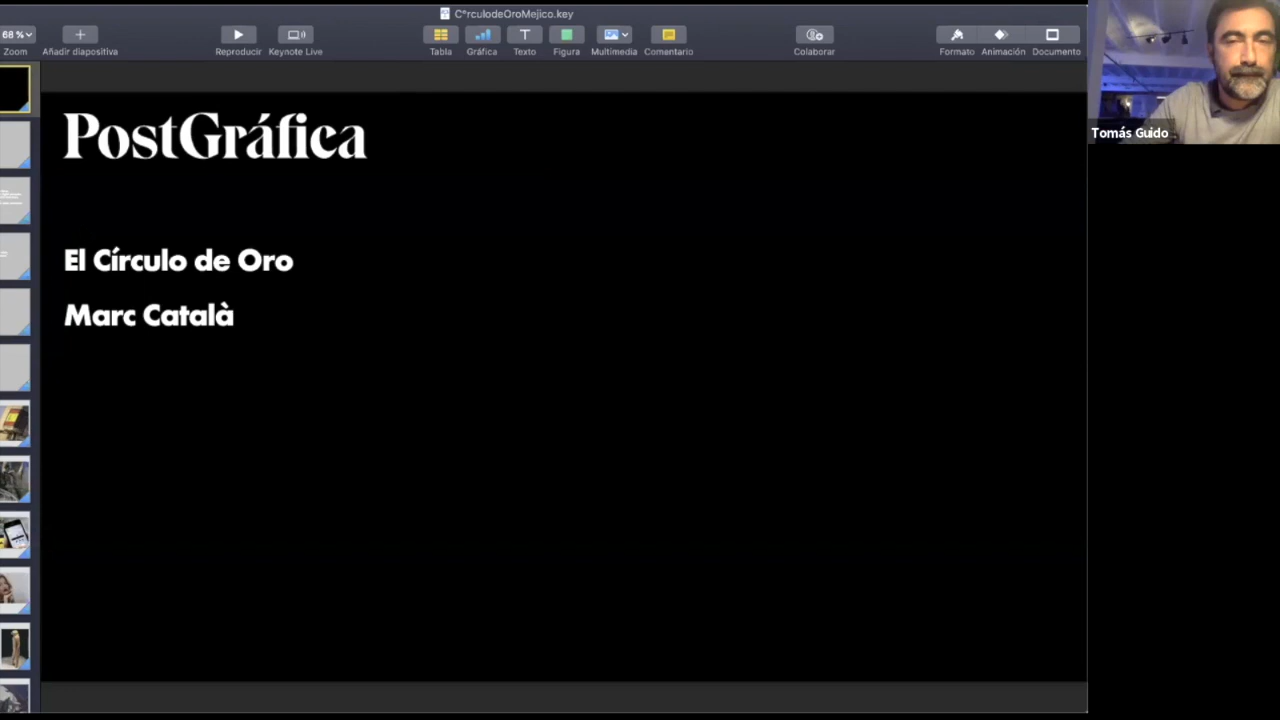 C°rculodeOroMejico.key
68 %
Zoom
Añadir diapositiva
Reproducir
Keynote Live
Tabla
Gráfica
Texto
Figura
Multimedia
Comentario
Colaborar
Formato
Animación
Documento
Tomás Guido
PostGráfica
El Círculo de Oro
Marc Català